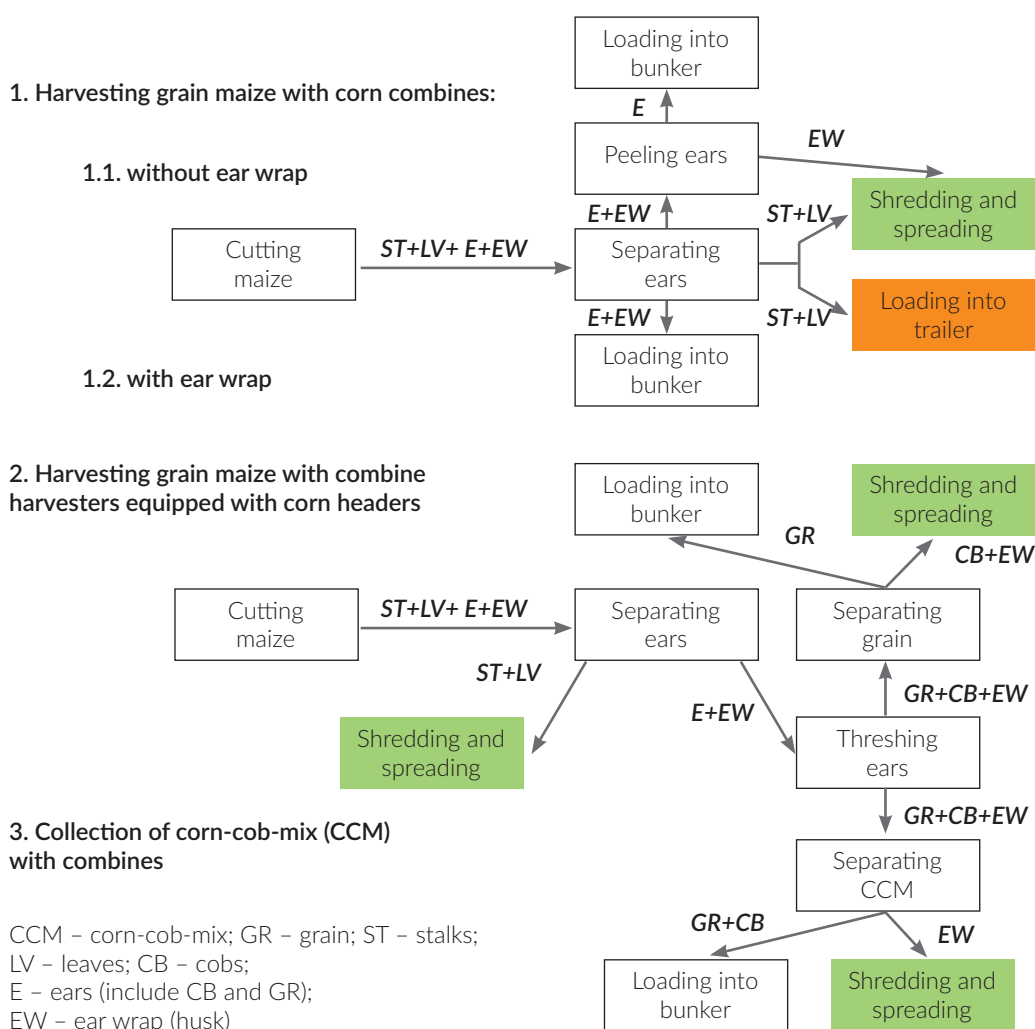 Loading into
bunker
1. Harvesting grain maize with corn combines:
E
Peeling ears
EW
1.1. without ear wrap
Shredding and
spreading
E+EW
ST+LV
Cutting
maize
ST+LV+ E+EW
Separating
ears
E+EW
ST+LV
Loading into
trailer
1.2. with ear wrap
Loading into
bunker
2. Harvesting grain maize with combine
harvesters equipped with corn headers
Loading into
bunker
Shredding and
spreading
GR
CB+EW
Cutting
maize
ST+LV+ E+EW
Separating
ears
Separating
grain
ST+LV
E+EW
GR+CB+EW
Shredding and
spreading
Threshing
ears
GR+CB+EW
3. Collection of corn-cob-mix (CCM)
with combines
Separating
CCM
GR+CB
EW
CCM – corn-cob-mix; GR – grain; ST – stalks;
LV – leaves; CB – cobs;
E – ears (include CB and GR);
EW – ear wrap (husk)
Loading into
bunker
Shredding and
spreading